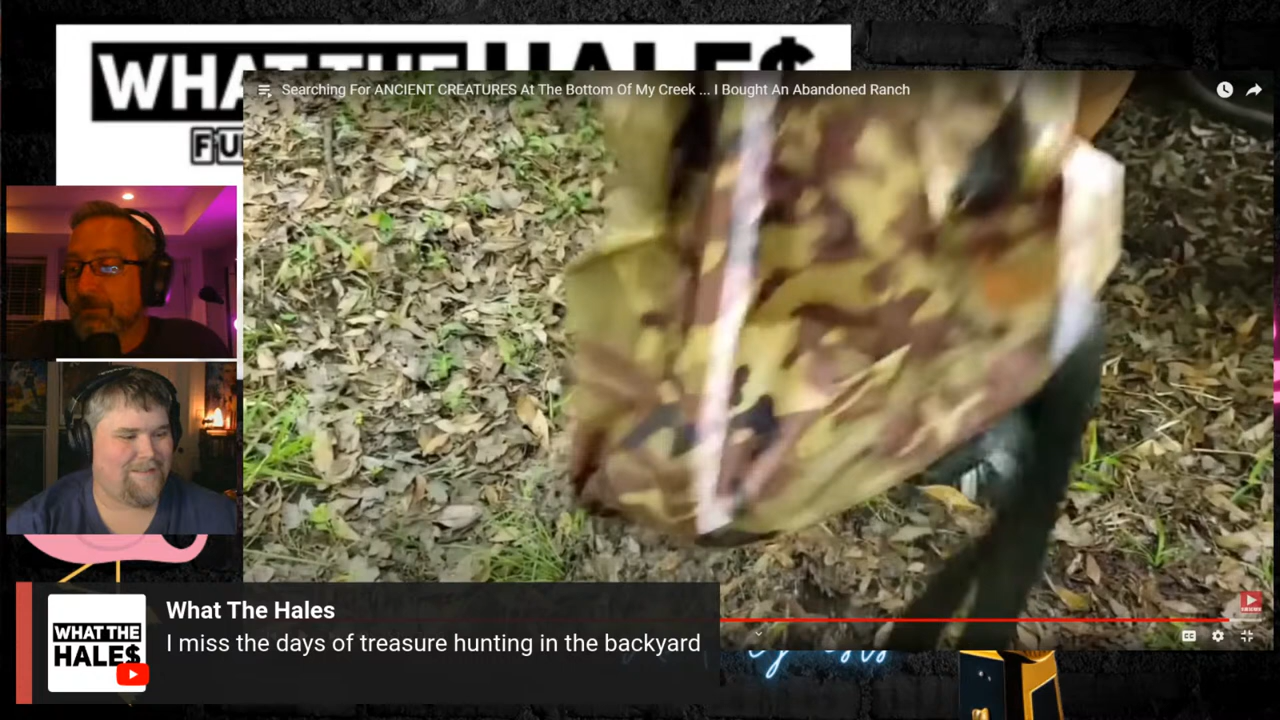 WHAT THE HALE$
FU
Searching For ANCIENT CREATURES At The Bottom Of My Creek ... I Bought An Abandoned Ranch
What The Hales
I miss the days of treasure hunting in the backyard
WHAT THE
HALE$
CC